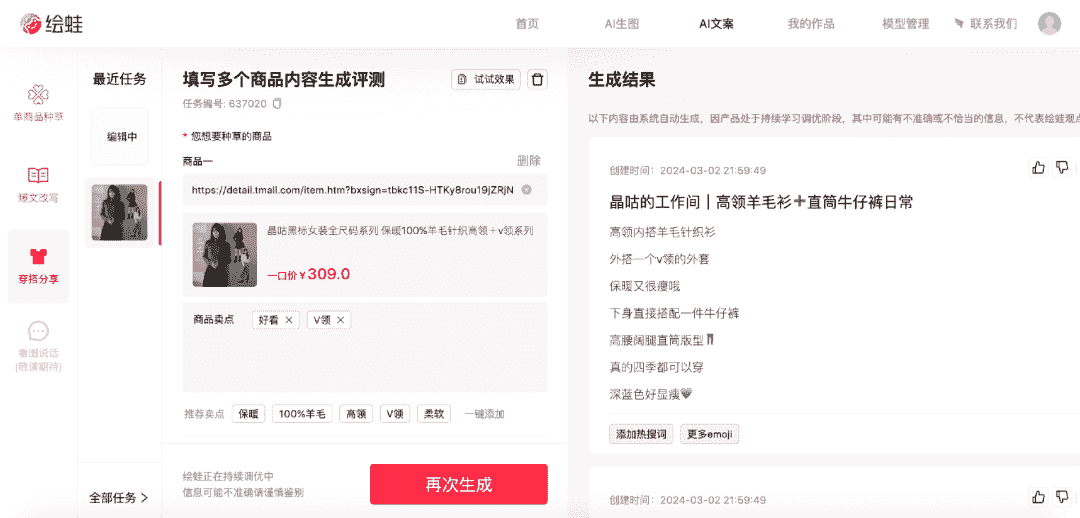 绘蛙
首页
AI生图
AI文案
我的作品
模型管理
联系我们
单商品种草
爆文改写
穿搭分享
看图说话
(敬请期待)
最近任务
编辑中
全部任务 >
填写多个商品内容生成评测
试试效果
任务编号: 637020
* 您想要种草的商品
商品一
删除
https://detail.tmall.com/item.htm?bxsign=tbkc11S-HTKy8rou19jZRjN
晶咕黑标女装全尺码系列 保暖100%羊毛针织高领+v领系列
一口价 ¥309.0
商品卖点
好看 ×
V领 ×
推荐卖点
保暖
100%羊毛
高领
V领
柔软
一键添加
绘蛙正在持续调优中
信息可能不准确请谨慎鉴别
再次生成
生成结果
以下内容由系统自动生成，因产品处于持续学习调优阶段，其中可能有不准确或不恰当的信息，不代表绘蛙观点
创建时间：2024-03-02 21:59:49
晶咕的工作间｜高领羊毛衫➕直筒牛仔裤日常
高领内搭羊毛针织衫
外搭一个v领的外套
保暖又很瘦哦
下身直接搭配一件牛仔裤
高腰阔腿直筒版型👖
真的四季都可以穿
深蓝色好显瘦💙
添加热搜词
更多emoji
创建时间：2024-03-02 21:59:49